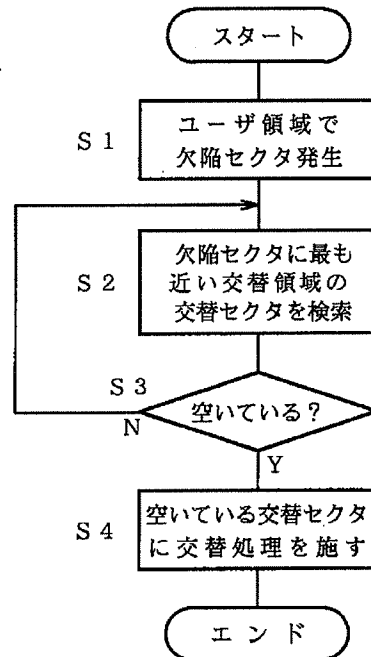 スタート
S1
ユーザ領域で
欠陥セクタ発生
S2
欠陥セクタに最も
近い交替領域の
交替セクタを検索
S3
空いている？
N
Y
S4
空いている交替セクタ
に交替処理を施す
エンド